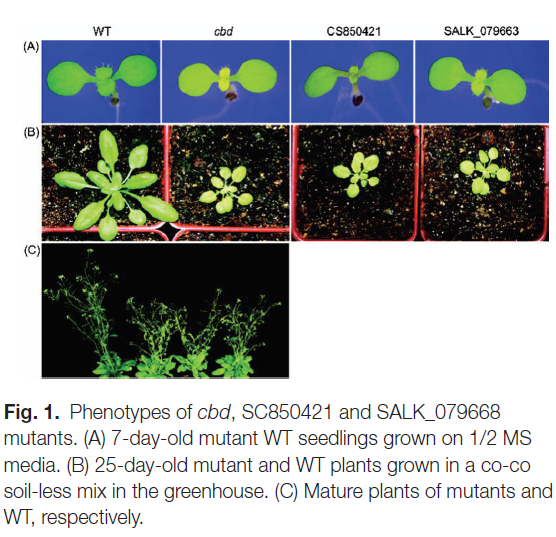 WT cbd CS850421 SALK_079663
(A)
(B)
(C)
Fig. 1. Phenotypes of cbd, SC850421 and SALK_079668
mutants. (A) 7-day-old mutant WT seedlings grown on 1/2 MS
media. (B) 25-day-old mutant and WT plants grown in a co-co
soil-less mix in the greenhouse. (C) Mature plants of mutants and
WT, respectively.